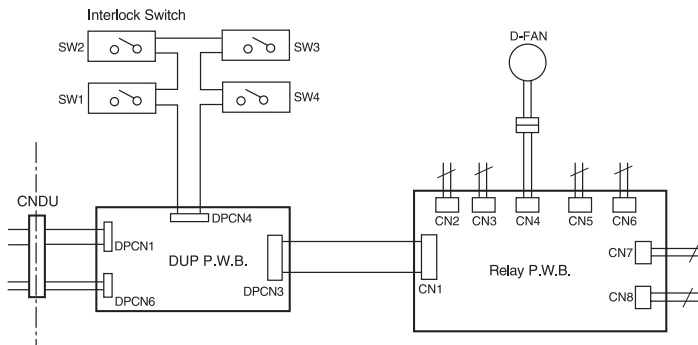 Interlock Switch
D-FAN
SW2
SW3
SW1
SW4
CNDU
DPCN4
CN2
CN3
CN4
CN5
CN6
DPCN1
DUP P.W.B.
CN7
Relay P.W.B.
DPCN6
DPCN3
CN1
CN8